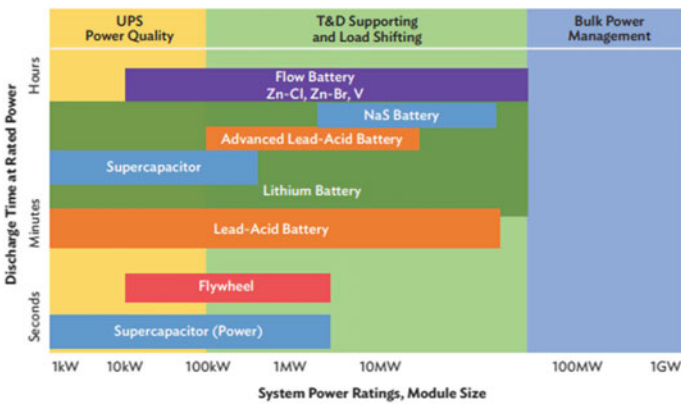 UPS
Power Quality
T&D Supporting
and Load Shifting
Bulk Power
Management
Discharge Time at Rated Power
Hours
Minutes
Seconds
Flow Battery
Zn-Cl, Zn-Br, V
NaS Battery
Advanced Lead-Acid Battery
Supercapacitor
Lithium Battery
Lead-Acid Battery
Flywheel
Supercapacitor (Power)
1kW 10kW 100kW 1MW 10MW 100MW 1GW
System Power Ratings, Module Size